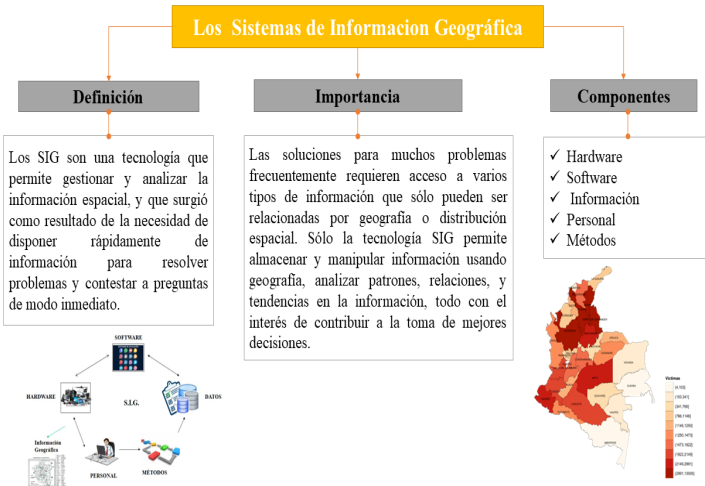 Los Sistemas de Informacion Geográfica
Definición
Importancia
Componentes
Los SIG son una tecnología que
permite gestionar y analizar la
información espacial, y que surgió
como resultado de la necesidad de
disponer rápidamente de
información para resolver
problemas y contestar a preguntas
de modo inmediato.
Las soluciones para muchos problemas
frecuentemente requieren acceso a varios
tipos de información que sólo pueden ser
relacionadas por geografía o distribución
espacial. Sólo la tecnología SIG permite
almacenar y manipular información usando
geografía, analizar patrones, relaciones, y
tendencias en la información, todo con el
interés de contribuir a la toma de mejores
decisiones.
✓ Hardware
✓ Software
✓ Información
✓ Personal
✓ Métodos
SOFTWARE
HARDWARE
S.I.G.
DATOS
Información
Geográfica
PERSONAL
MÉTODOS
Víctimas